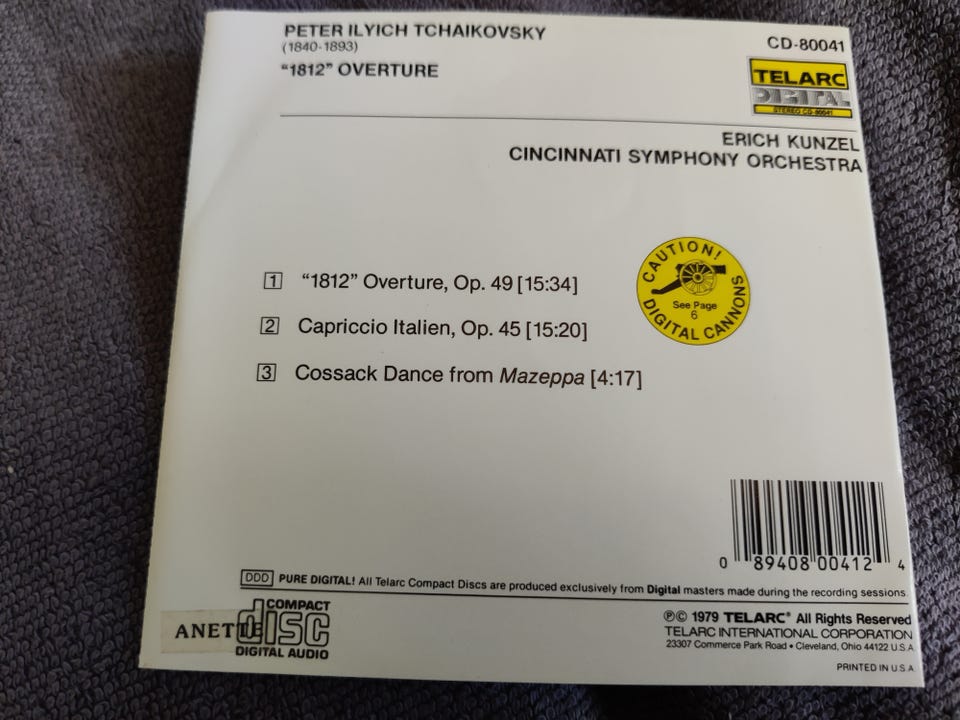 PETER ILYICH TCHAIKOVSKY
(1840-1893)
"1812" OVERTURE
CD-80041
TELARC
DIGITAL
STEREO CD-80041
ERICH KUNZEL
CINCINNATI SYMPHONY ORCHESTRA
1 "1812" Overture, Op. 49 [15:34]
2 Capriccio Italien, Op. 45 [15:20]
3 Cossack Dance from Mazeppa [4:17]
CAUTION!
See Page
6
DIGITAL CANNONS
0 89408 00412 4
DDD PURE DIGITAL! All Telarc Compact Discs are produced exclusively from Digital masters made during the recording sessions.
COMPACT
disc
DIGITAL AUDIO
ANETTE
℗© 1979 TELARC® All Rights Reserved
TELARC INTERNATIONAL CORPORATION
23307 Commerce Park Road • Cleveland, Ohio 44122 U.S.A
PRINTED IN U.S.A